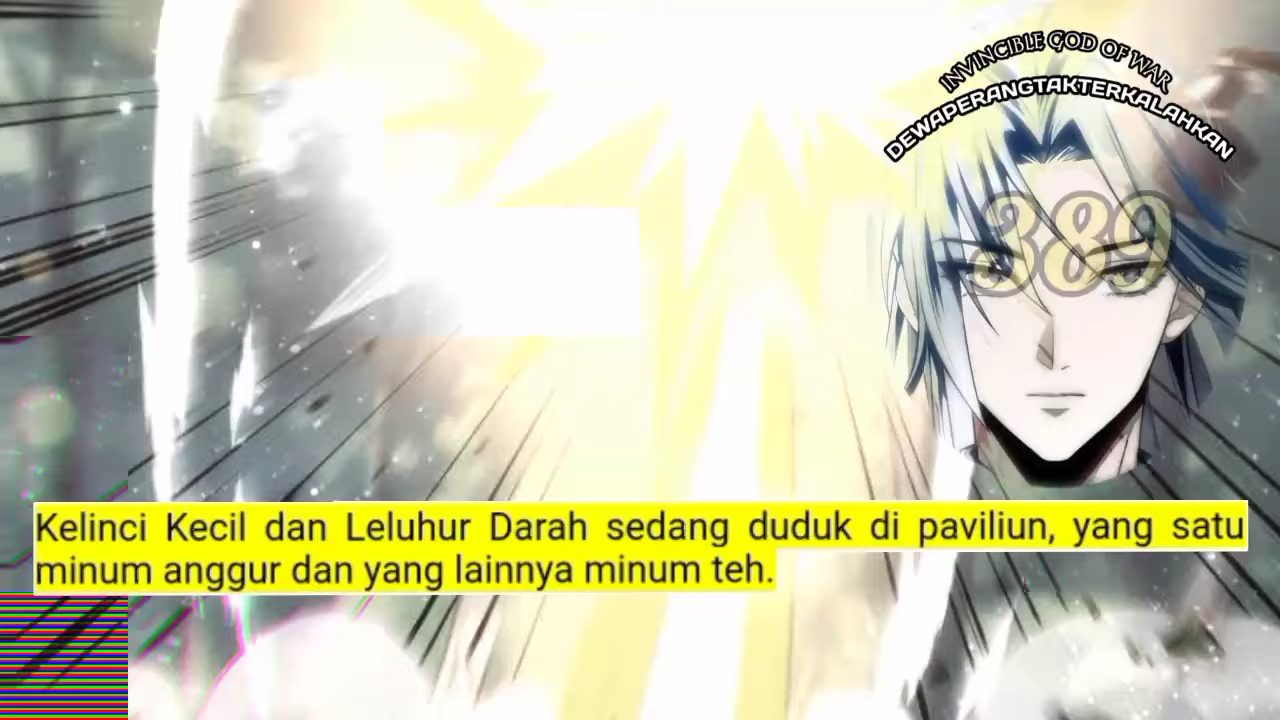 INVINCIBLE GOD OF WAR
DEWAPERANGTAKTERKALAHKAN
389
Kelinci Kecil dan Leluhur Darah sedang duduk di paviliun, yang satu
minum anggur dan yang lainnya minum teh.